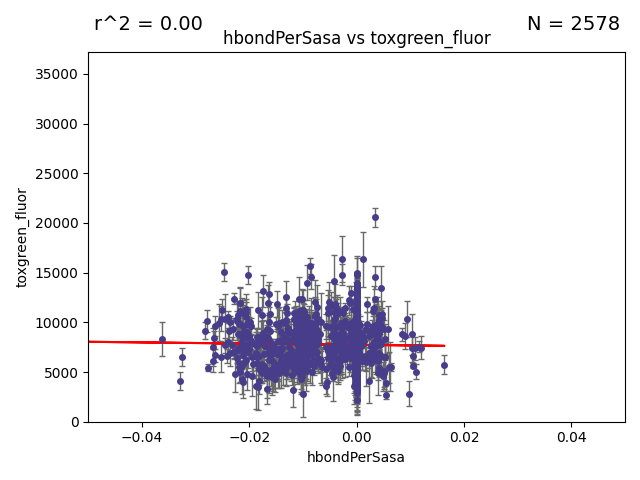 r^2 = 0.00
N = 2578
hbondPerSasa vs toxgreen_fluor
35000
30000
25000
20000
15000
10000
5000
0
toxgreen_fluor
−0.04
−0.02
0.00
0.02
0.04
hbondPerSasa